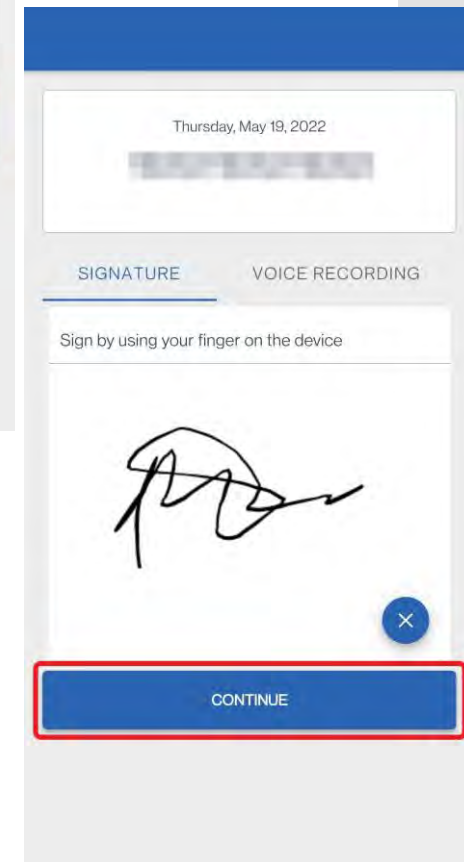 Thursday, May 19, 2022
SIGNATURE VOICE RECORDING
Sign by using your finger on the device
CONTINUE